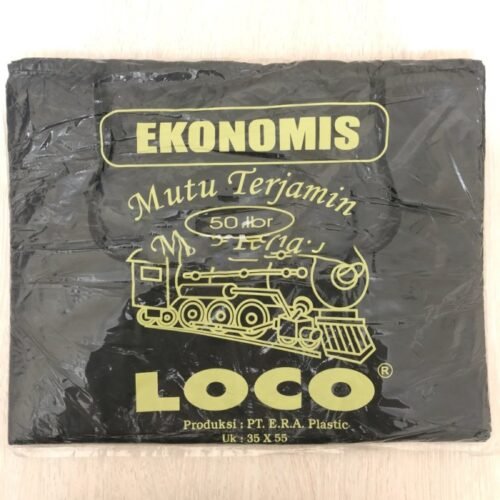 EKONOMIS
Mutu Terjamin
50 lbr
LOCO ®
Produksi : PT. E.R.A. Plastic
Uk : 35 X 55